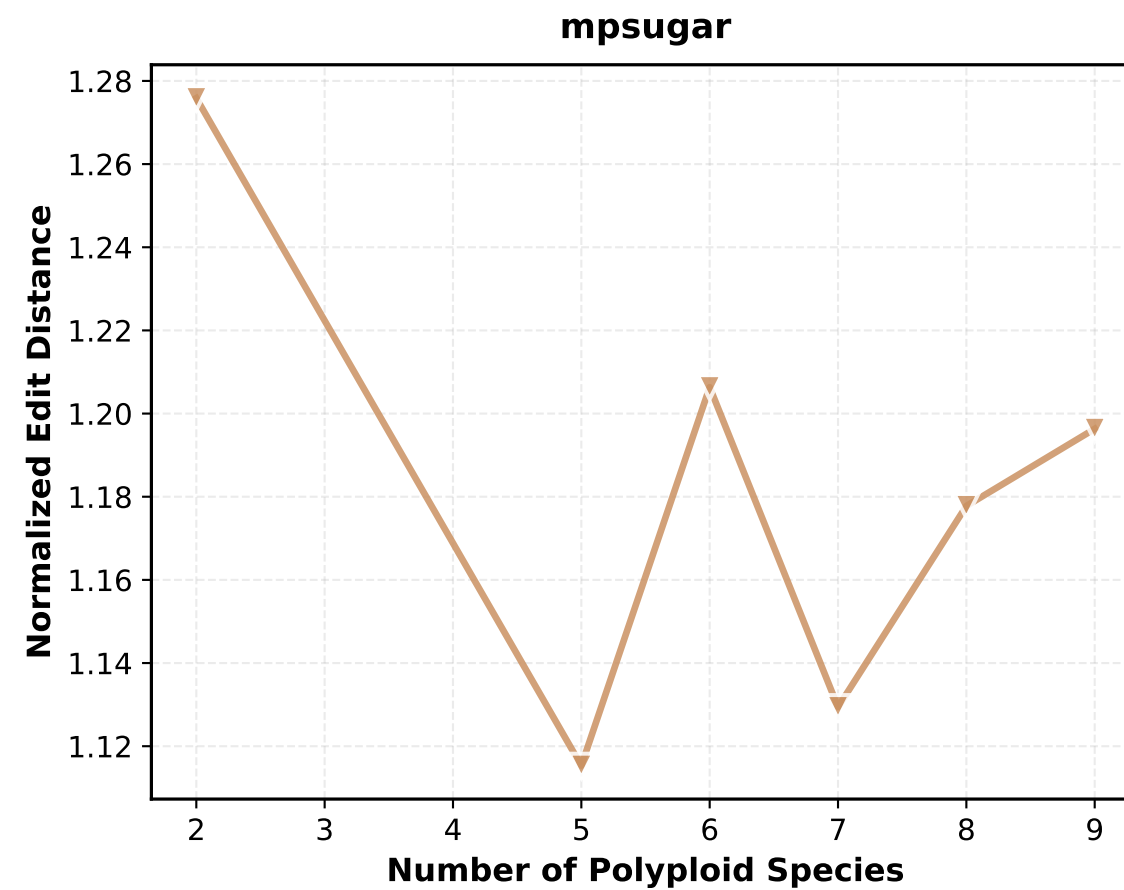 mpsugar
Normalized Edit Distance
1.28
1.26
1.24
1.22
1.20
1.18
1.16
1.14
1.12
2 3 4 5 6 7 8 9
Number of Polyploid Species